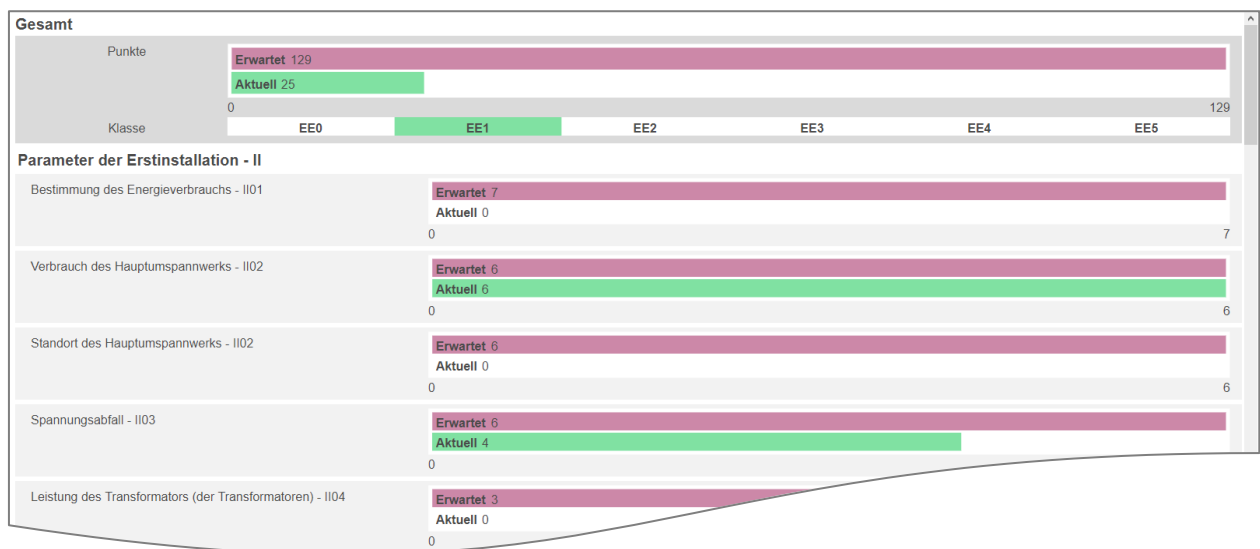 Gesamt
Punkte
Erwartet 129
Aktuell 25
0 129
Klasse EE0 EE1 EE2 EE3 EE4 EE5
Parameter der Erstinstallation - II
Bestimmung des Energieverbrauchs - II01
Erwartet 7
Aktuell 0
0 7
Verbrauch des Hauptumspannwerks - II02
Erwartet 6
Aktuell 6
0 6
Standort des Hauptumspannwerks - II02
Erwartet 6
Aktuell 0
0 6
Spannungsabfall - II03
Erwartet 6
Aktuell 4
0
Leistung des Transformators (der Transformatoren) - II04
Erwartet 3
Aktuell 0
0